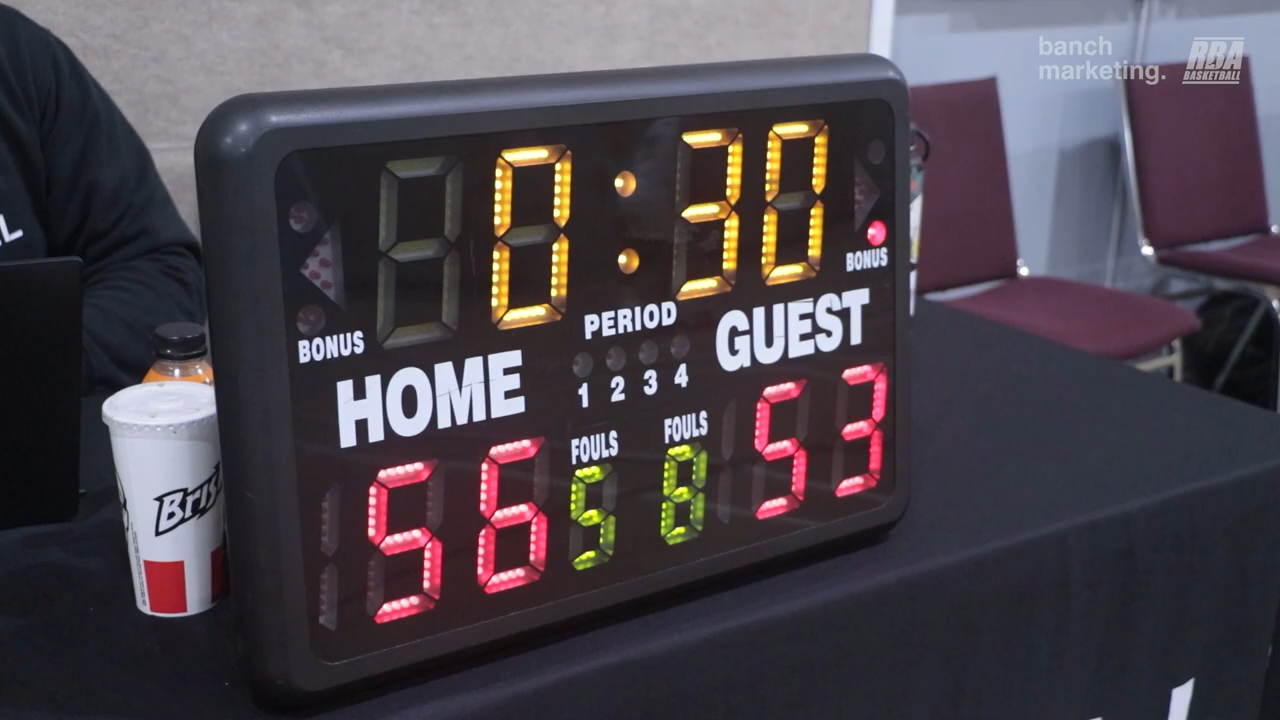 banch
marketing.
RBA
BASKETBALL
0:30
BONUS
BONUS
PERIOD
1 2 3 4
HOME
GUEST
FOULS
FOULS
56
5
8
53